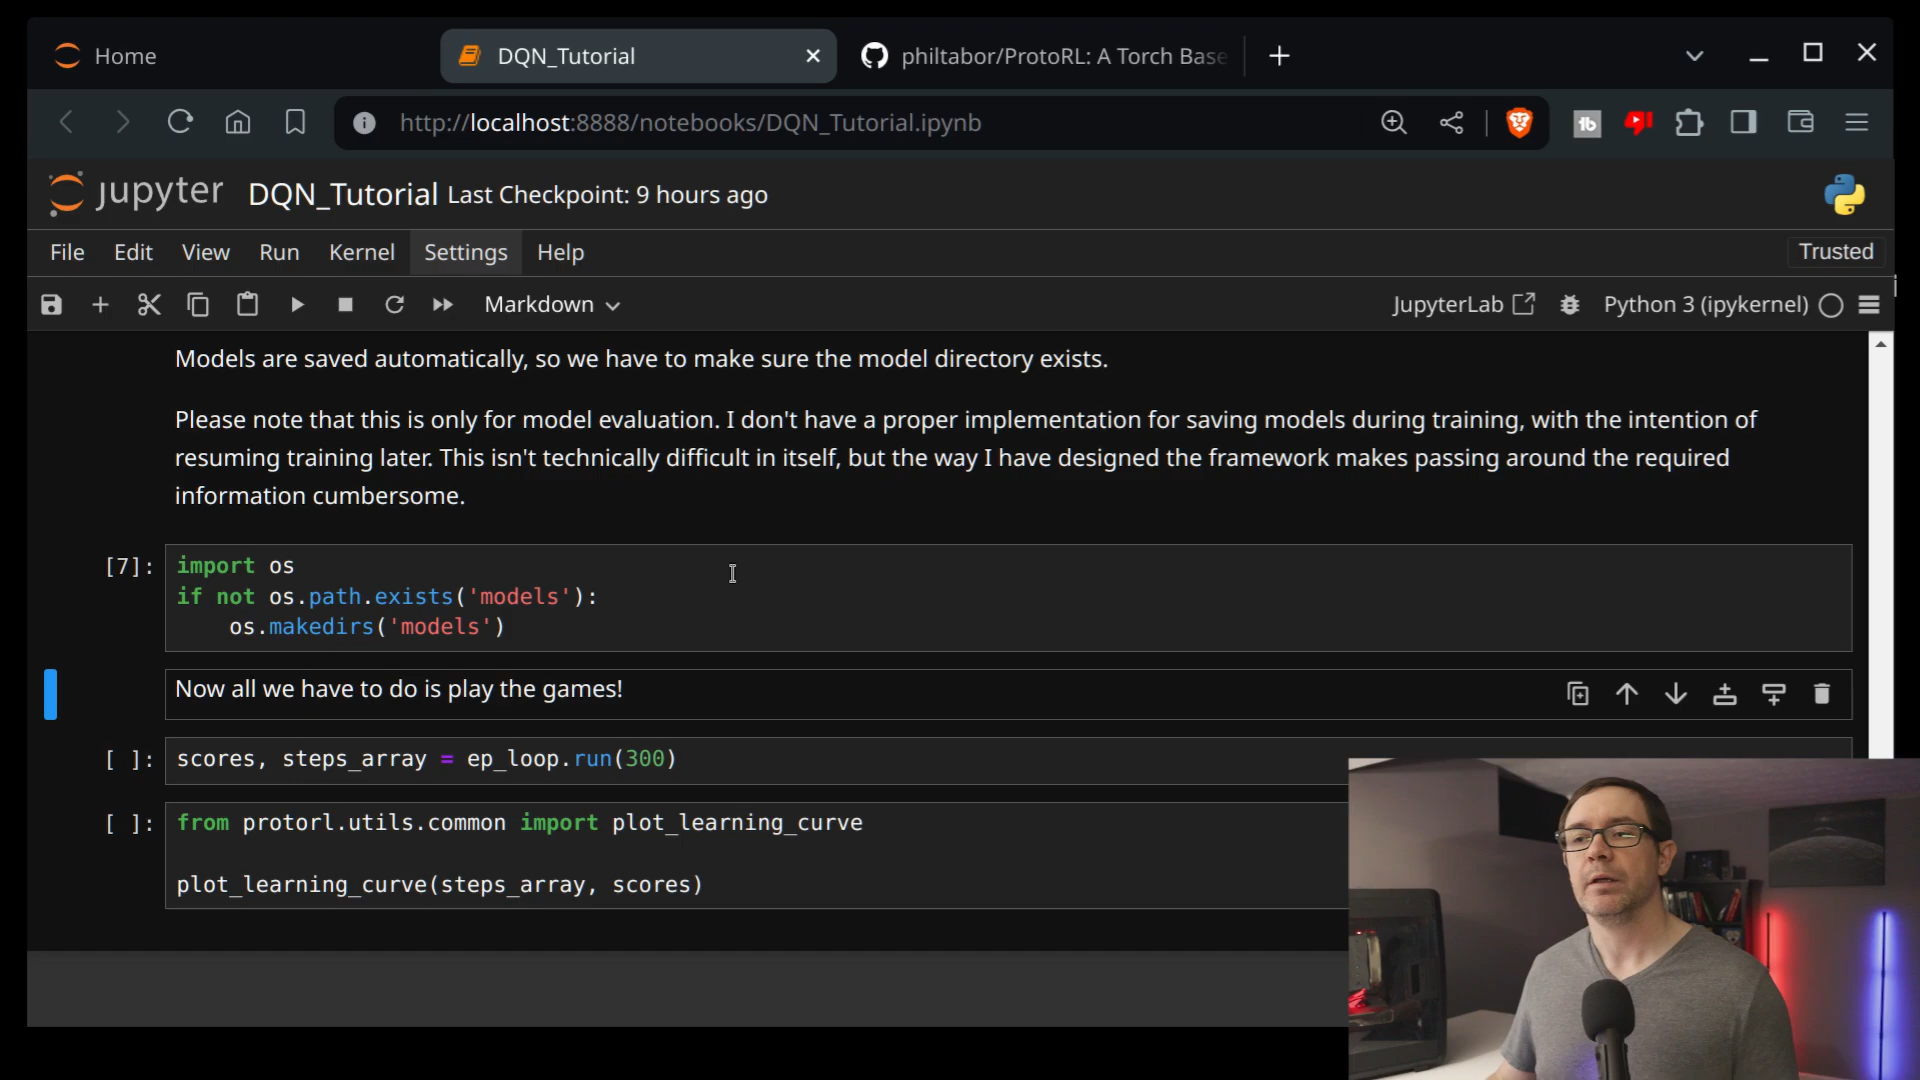 Home
DQN_Tutorial
philtabor/ProtoRL: A Torch Base
http://localhost:8888/notebooks/DQN_Tutorial.ipynb
tb
jupyter DQN_Tutorial Last Checkpoint: 9 hours ago
File Edit View Run Kernel Settings Help
Trusted
Markdown
JupyterLab
Python 3 (ipykernel)
Models are saved automatically, so we have to make sure the model directory exists.
Please note that this is only for model evaluation. I don't have a proper implementation for saving models during training, with the intention of
resuming training later. This isn't technically difficult in itself, but the way I have designed the framework makes passing around the required
information cumbersome.
[7]: import os
if not os.path.exists('models'):
    os.makedirs('models')
Now all we have to do is play the games!
[ ]: scores, steps_array = ep_loop.run(300)
[ ]: from protorl.utils.common import plot_learning_curve
plot_learning_curve(steps_array, scores)